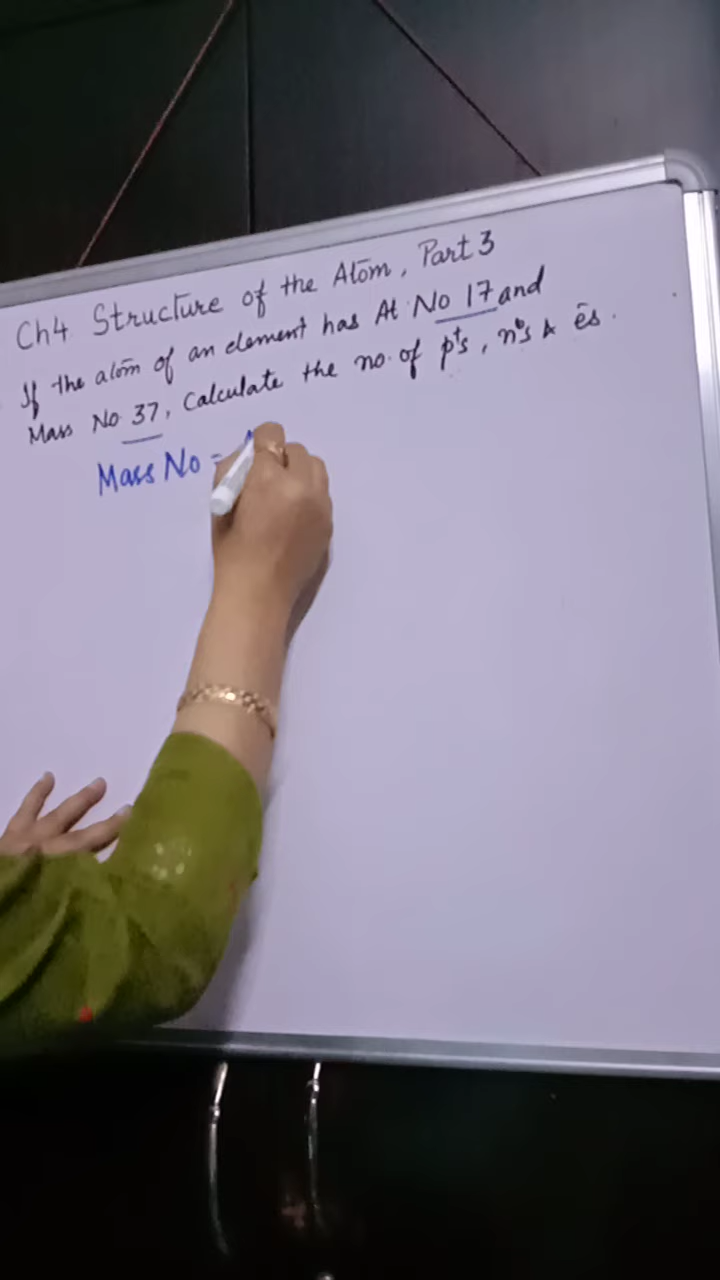 Ch4 Structure of the Atom, Part 3
If the atom of an element has At No 17 and
Mass No 37, Calculate the no. of p⁺s, n⁰s & ēs.
Mass No =